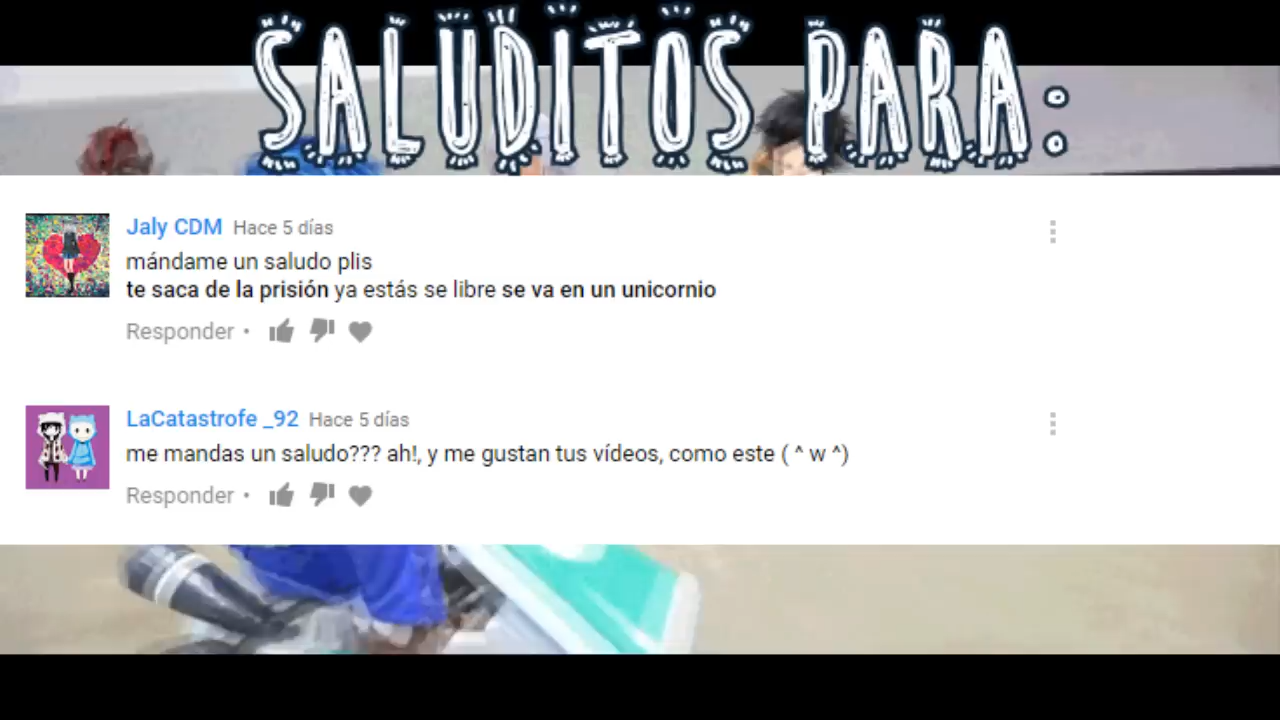 SALUDITOS PARA:
Jaly CDM Hace 5 días
mándame un saludo plis
te saca de la prisión ya estás se libre se va en un unicornio
Responder •
LaCatastrofe _92 Hace 5 días
me mandas un saludo??? ah!, y me gustan tus vídeos, como este ( ^ w ^)
Responder •